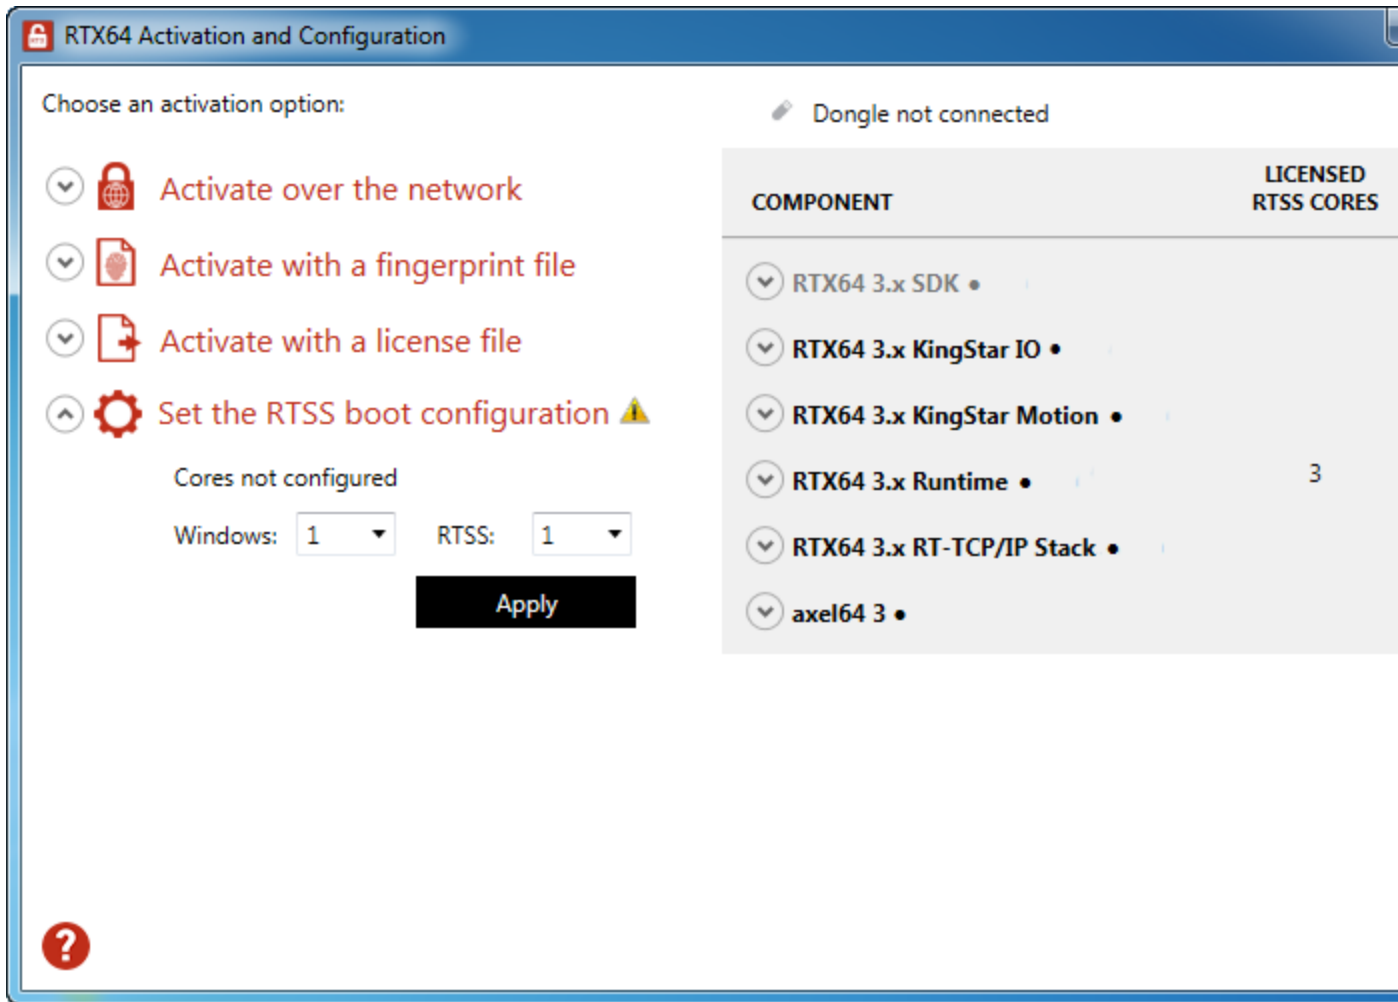 RTX64 Activation and Configuration
Choose an activation option:
Activate over the network
Activate with a fingerprint file
Activate with a license file
Set the RTSS boot configuration
Cores not configured
Windows: 1 RTSS: 1
Apply
Dongle not connected
COMPONENT LICENSED RTSS CORES
RTX64 3.x SDK •
RTX64 3.x KingStar IO •
RTX64 3.x KingStar Motion •
RTX64 3.x Runtime • 3
RTX64 3.x RT-TCP/IP Stack •
axel64 3 •
?